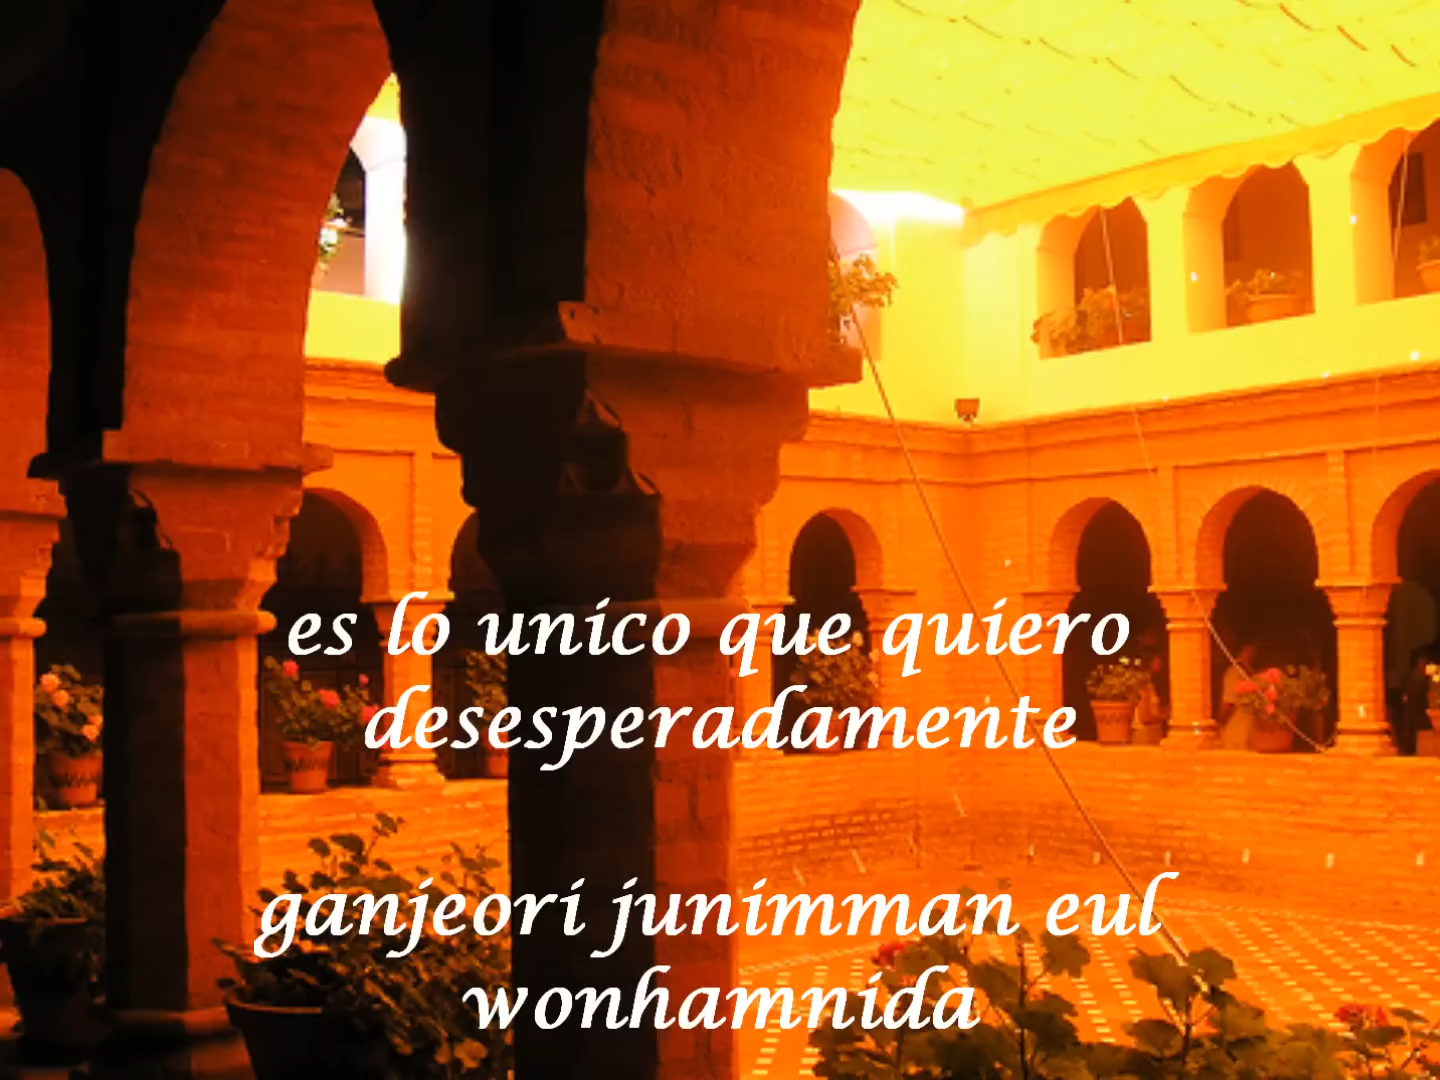 es lo unico que quiero
desesperadamente
ganjeori junimman eul
wonhamnida